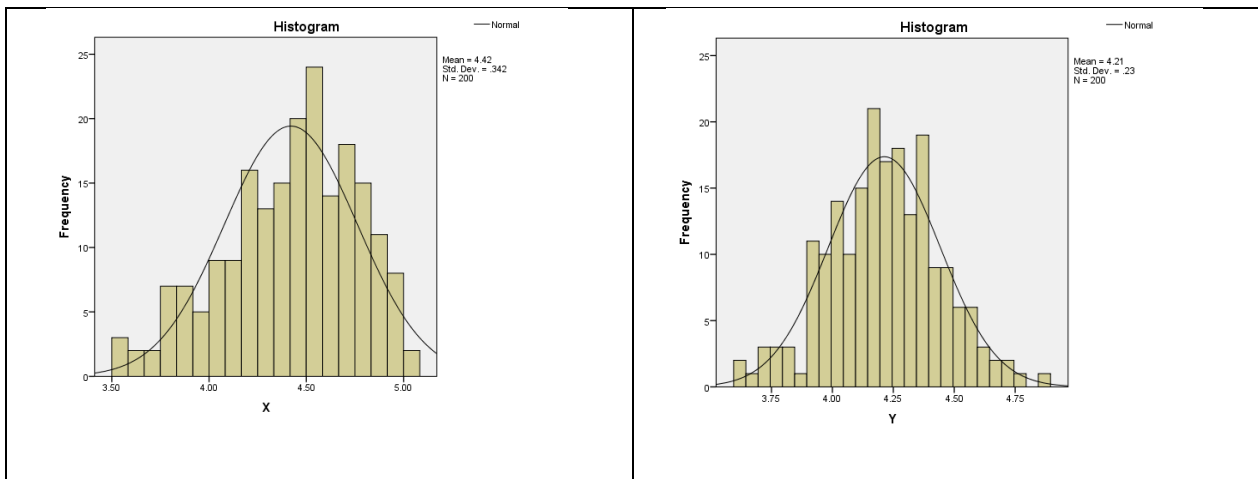 Histogram
Normal
Mean = 4.42
Std. Dev. = .342
N = 200
25
20
15
10
5
0
Frequency
3.50 4.00 4.50 5.00
X
Histogram
Normal
Mean = 4.21
Std. Dev. = .23
N = 200
25
20
15
10
5
0
Frequency
3.75 4.00 4.25 4.50 4.75
Y